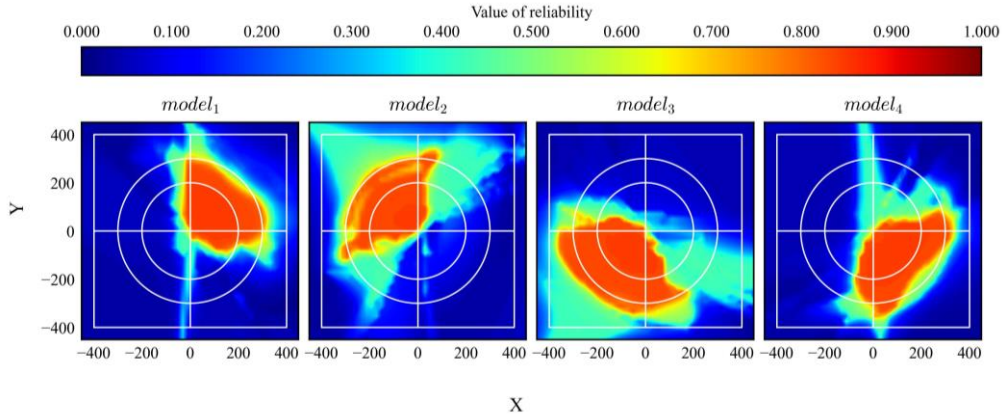 Value of reliability
0.000 0.100 0.200 0.300 0.400 0.500 0.600 0.700 0.800 0.900 1.000
model₁ model₂ model₃ model₄
400
200
0
−200
−400
Y
−400 −200 0 200 400 −400 −200 0 200 400 −400 −200 0 200 400 −400 −200 0 200 400
X